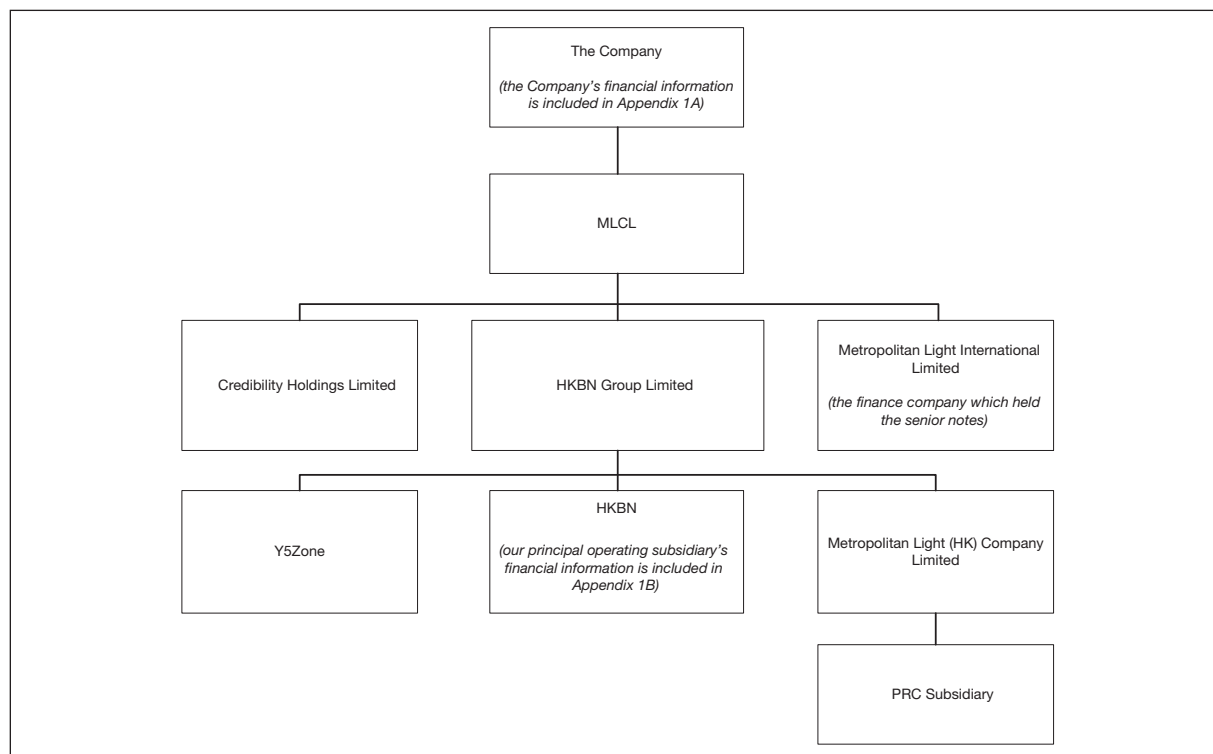 The Company
(the Company's financial information
is included in Appendix 1A)
MLCL
Credibility Holdings Limited
HKBN Group Limited
Metropolitan Light International
Limited
(the finance company which held
the senior notes)
Y5Zone
HKBN
(our principal operating subsidiary's
financial information is included in
Appendix 1B)
Metropolitan Light (HK) Company
Limited
PRC Subsidiary